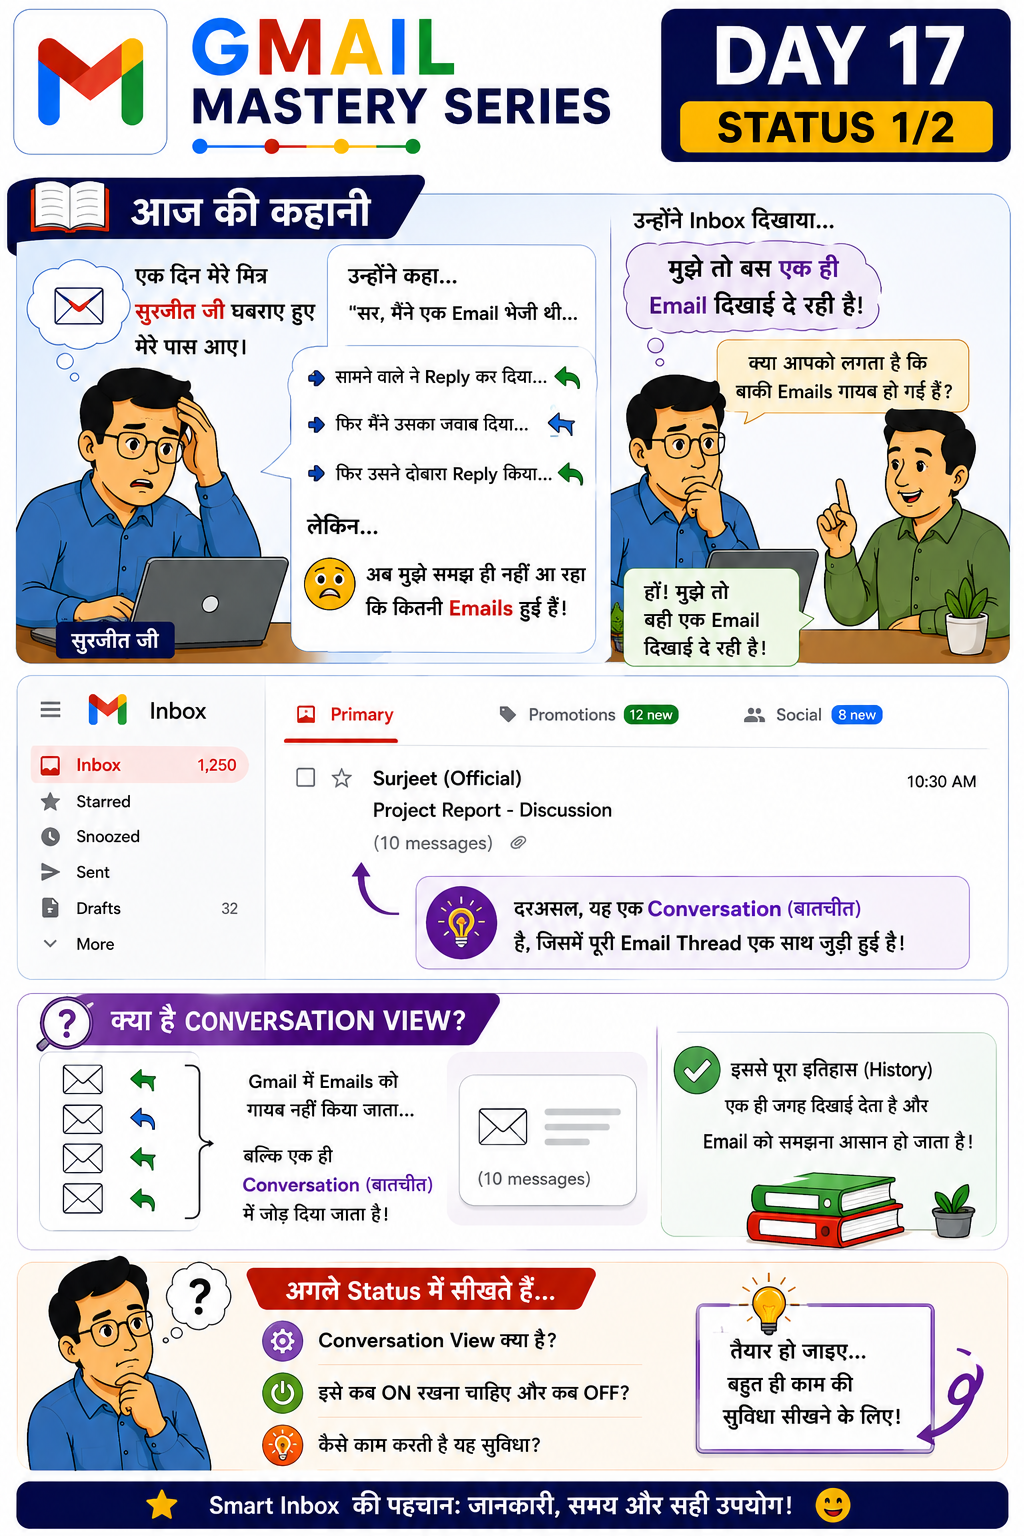 GMAIL
MASTERY SERIES
DAY 17
STATUS 1/2
आज की कहानी
एक दिन मेरे मित्र
सुरजीत जी घबराए हुए
मेरे पास आए।
सुरजीत जी
उन्होंने कहा...
"सर, मैंने एक Email भेजी थी...
सामने वाले ने Reply कर दिया...
फिर मैंने उसका जवाब दिया...
फिर उसने दोबारा Reply किया...
लेकिन...
अब मुझे समझ ही नहीं आ रहा
कि कितनी Emails हुई हैं!
उन्होंने Inbox दिखाया...
मुझे तो बस एक ही
Email दिखाई दे रही है!
क्या आपको लगता है कि
बाकी Emails गायब हो गई हैं?
हाँ! मुझे तो
बही एक Email
दिखाई दे रही है!
Inbox
Inbox 1,250
Starred
Snoozed
Sent
Drafts 32
More
Primary
Promotions 12 new
Social 8 new
Surjeet (Official) 10:30 AM
Project Report - Discussion
(10 messages)
दरअसल, यह एक Conversation (बातचीत)
है, जिसमें पूरी Email Thread एक साथ जुड़ी हुई है!
?
क्या है CONVERSATION VIEW?
Gmail में Emails को
गायब नहीं किया जाता...
बल्कि एक ही
Conversation (बातचीत)
में जोड़ दिया जाता है!
(10 messages)
इससे पूरा इतिहास (History)
एक ही जगह दिखाई देता है और
Email को समझना आसान हो जाता है!
?
अगले Status में सीखते हैं...
Conversation View क्या है?
इसे कब ON रखना चाहिए और कब OFF?
कैसे काम करती है यह सुविधा?
तैयार हो जाइए...
बहुत ही काम की
सुविधा सीखने के लिए!
Smart Inbox की पहचान: जानकारी, समय और सही उपयोग!